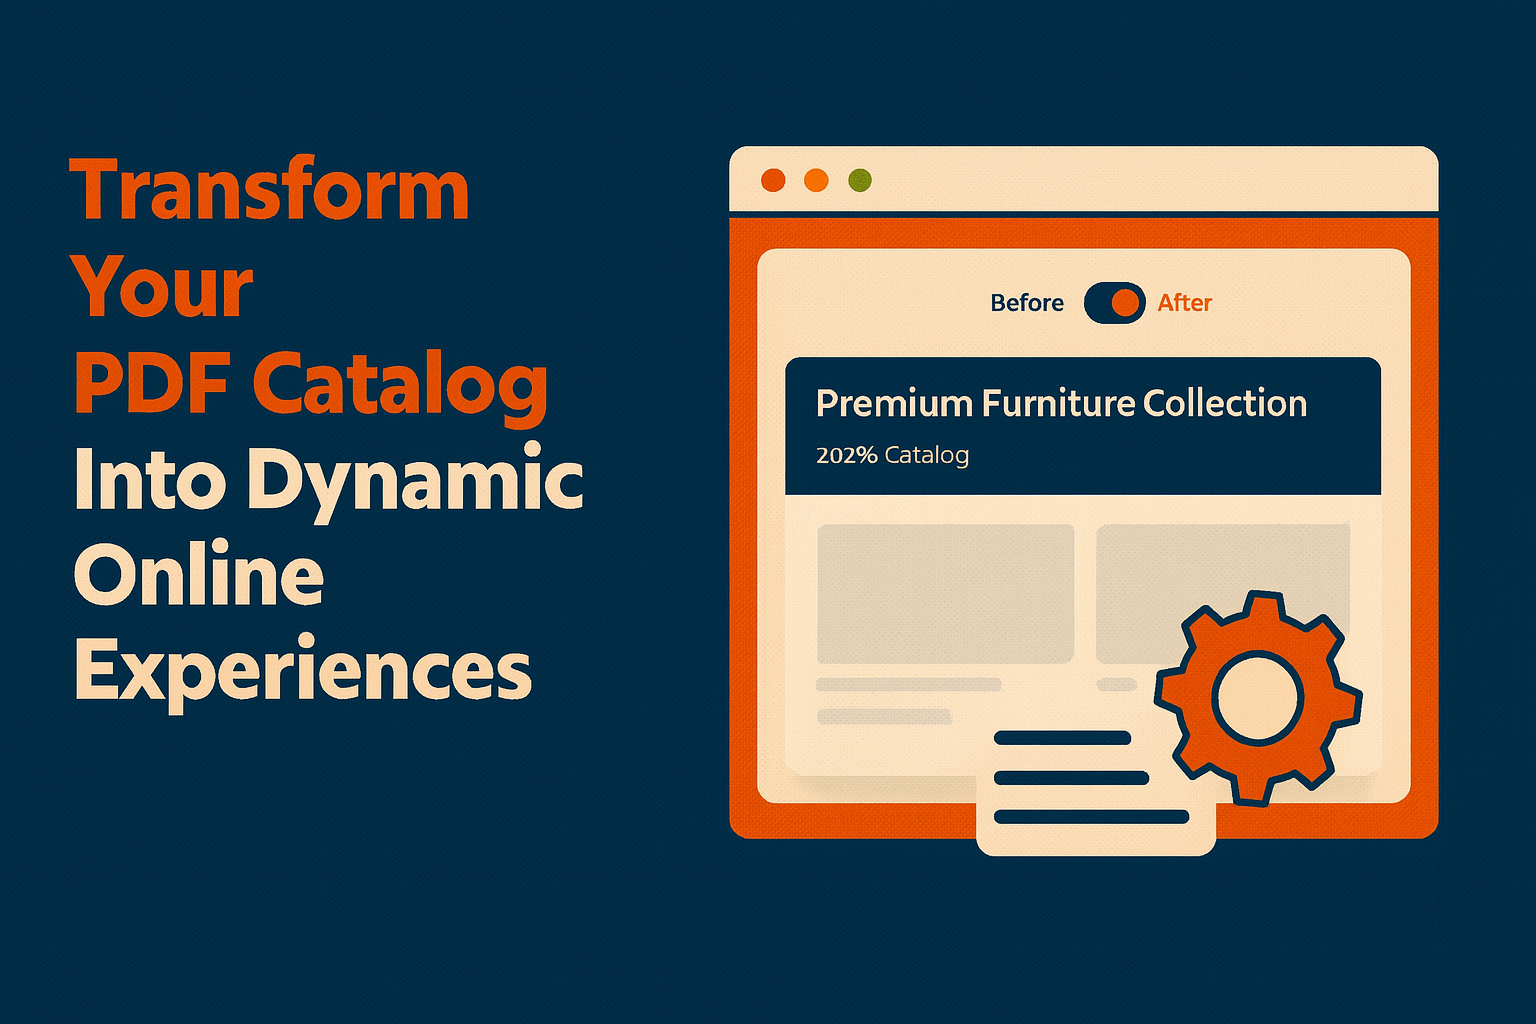 Transform
Your
PDF Catalog
Into Dynamic
Online
Experiences
Before After
Premium Furniture Collection
202% Catalog